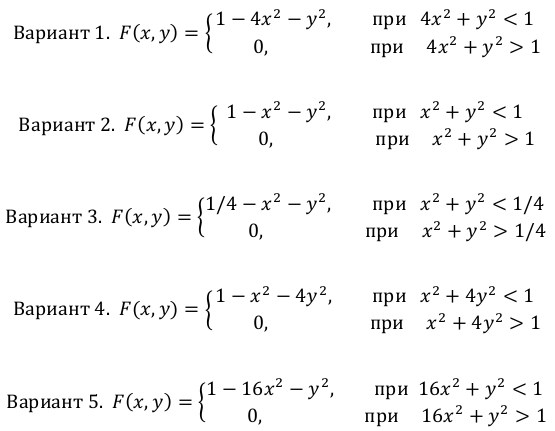 Вариант 1. F(x, y) = { 1 − 4x² − y², при 4x² + y² < 1
0, при 4x² + y² > 1
Вариант 2. F(x, y) = { 1 − x² − y², при x² + y² < 1
0, при x² + y² > 1
Вариант 3. F(x, y) = { 1/4 − x² − y², при x² + y² < 1/4
0, при x² + y² > 1/4
Вариант 4. F(x, y) = { 1 − x² − 4y², при x² + 4y² < 1
0, при x² + 4y² > 1
Вариант 5. F(x, y) = { 1 − 16x² − y², при 16x² + y² < 1
0, при 16x² + y² > 1